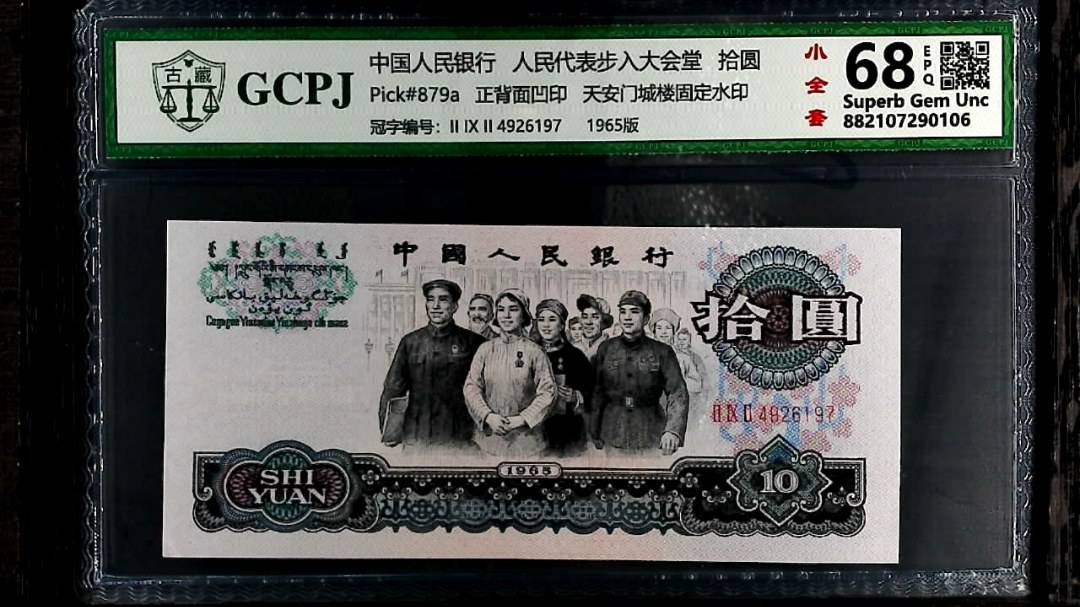 古藏
GCPJ
中国人民银行 人民代表步入大会堂 拾圆
Pick#879a 正背面凹印 天安门城楼固定水印
冠字编号：II IX II 4926197 1965版
小全套
68
EPQ
Superb Gem Unc
882107290106
中國人民銀行
拾圓
II IX II 4926197
1965
SHI
YUAN
10